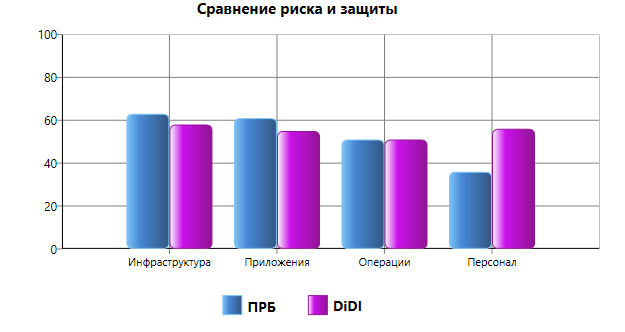 Сравнение риска и защиты
100
80
60
40
20
0
Инфраструктура Приложения Операции Персонал
ПРБ DiDI